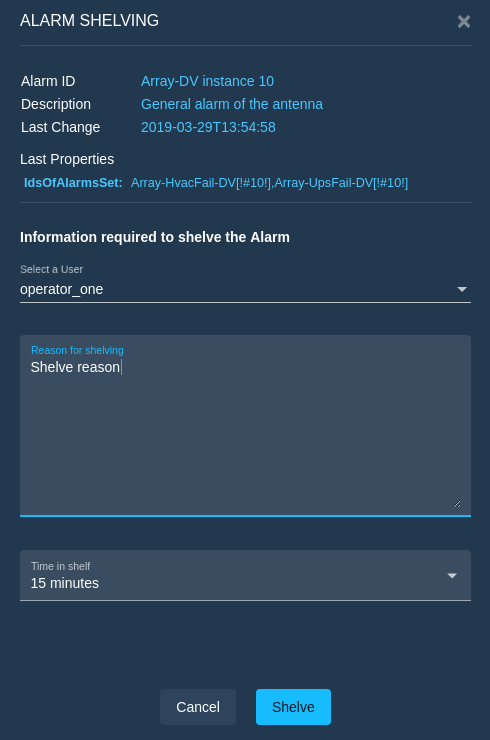 ALARM SHELVING
Alarm ID Array-DV instance 10
Description General alarm of the antenna
Last Change 2019-03-29T13:54:58
Last Properties
IdsOfAlarmsSet: Array-HvacFail-DV[!#10!],Array-UpsFail-DV[!#10!]
Information required to shelve the Alarm
Select a User
operator_one
Reason for shelving
Shelve reason
Time in shelf
15 minutes
Cancel Shelve